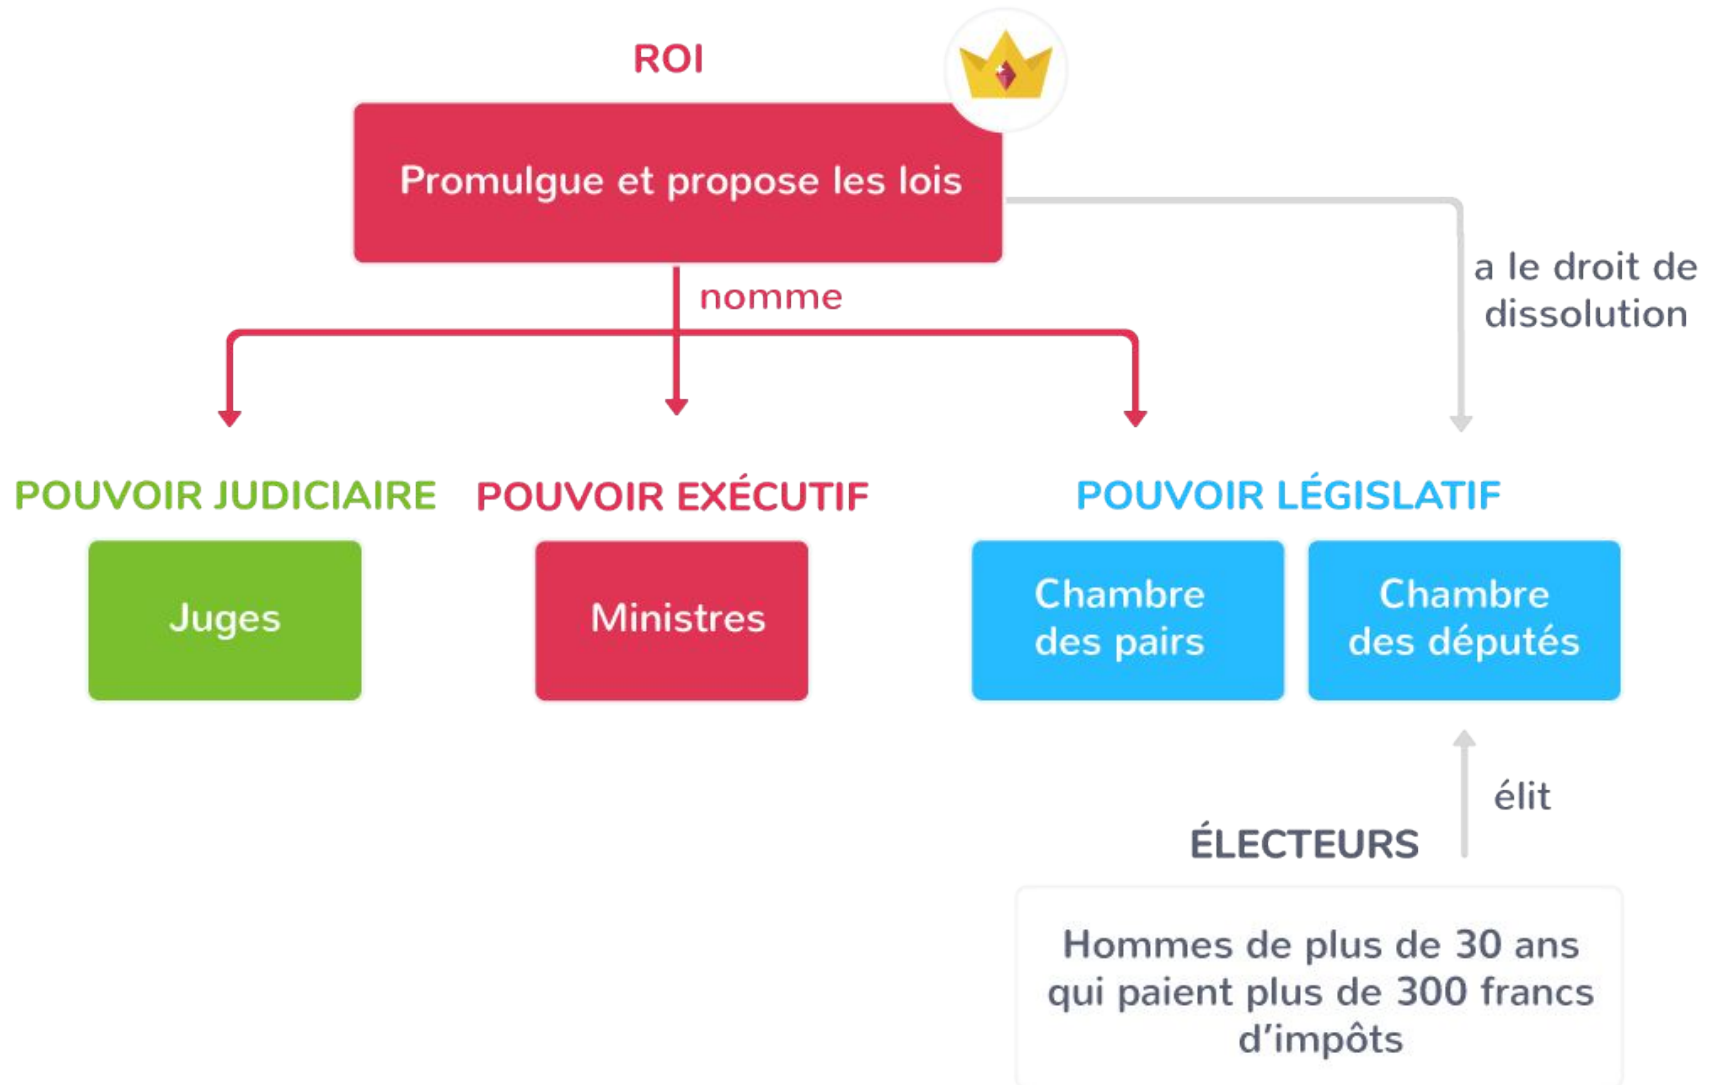 ROI
Promulgue et propose les lois
nomme
a le droit de
dissolution
POUVOIR JUDICIAIRE
Juges
POUVOIR EXÉCUTIF
Ministres
POUVOIR LÉGISLATIF
Chambre
des pairs
Chambre
des députés
élit
ÉLECTEURS
Hommes de plus de 30 ans
qui paient plus de 300 francs
d’impôts